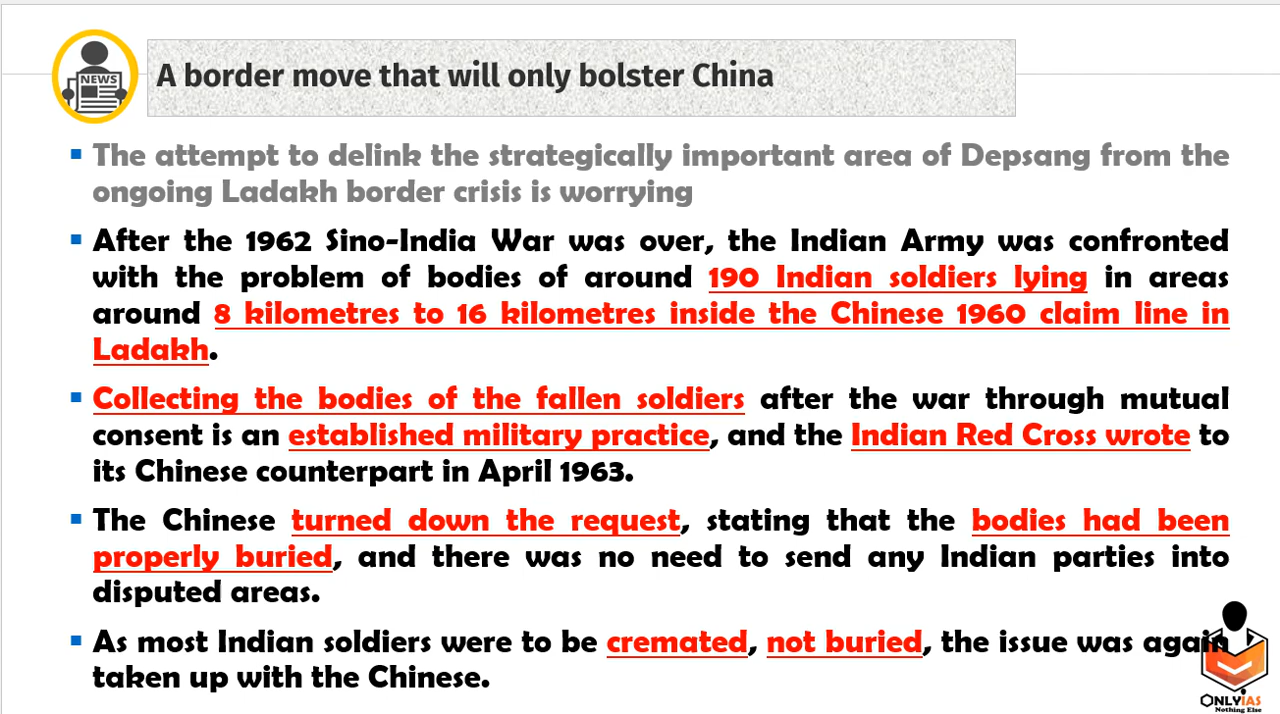 NEWS
A border move that will only bolster China
The attempt to delink the strategically important area of Depsang from the
ongoing Ladakh border crisis is worrying
After the 1962 Sino-India War was over, the Indian Army was confronted
with the problem of bodies of around 190 Indian soldiers lying in areas
around 8 kilometres to 16 kilometres inside the Chinese 1960 claim line in
Ladakh.
Collecting the bodies of the fallen soldiers after the war through mutual
consent is an established military practice, and the Indian Red Cross wrote to
its Chinese counterpart in April 1963.
The Chinese turned down the request, stating that the bodies had been
properly buried, and there was no need to send any Indian parties into
disputed areas.
As most Indian soldiers were to be cremated, not buried, the issue was again
taken up with the Chinese.
ONLYIAS
Nothing Else